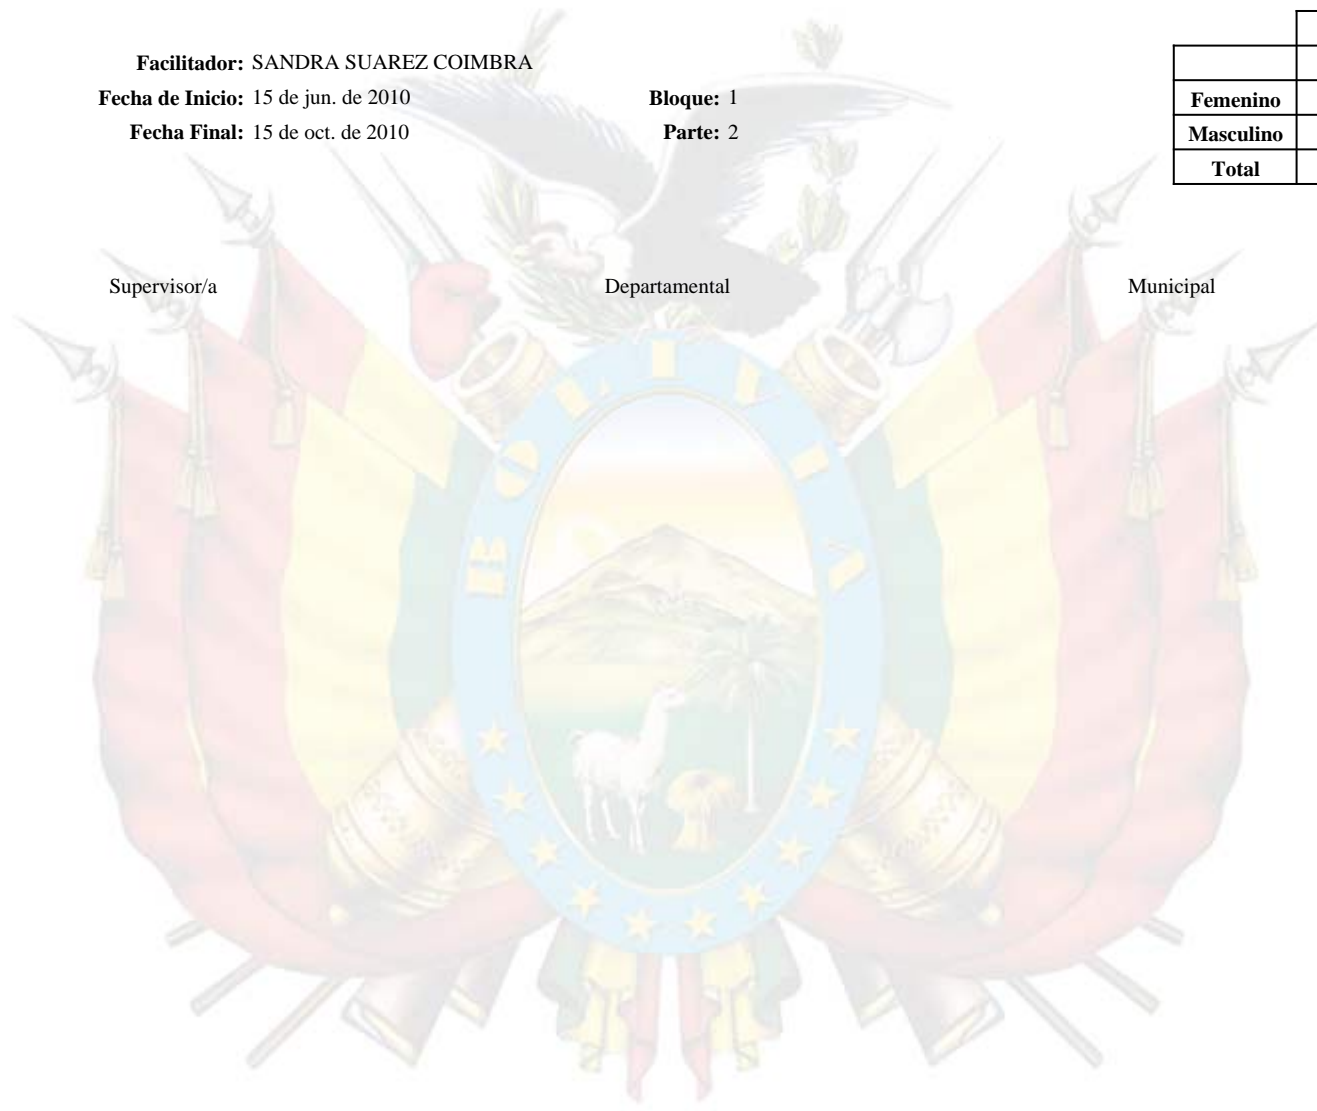 Facilitador: SANDRA SUAREZ COIMBRA
Fecha de Inicio: 15 de jun. de 2010 Bloque: 1
Fecha Final: 15 de oct. de 2010 Parte: 2
Femenino
Masculino
Total
Supervisor/a Departamental Municipal
BOLIVIA